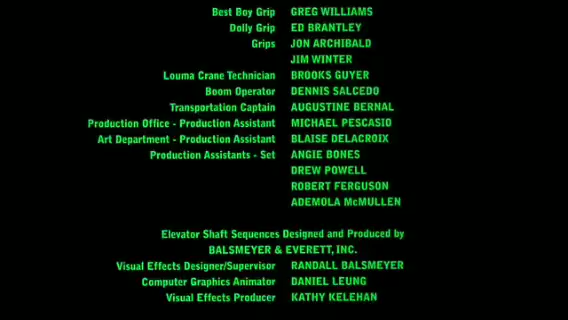 Best Boy Grip GREG WILLIAMS
Dolly Grip ED BRANTLEY
Grips JON ARCHIBALD
JIM WINTER
Louma Crane Technician BROOKS GUYER
Boom Operator DENNIS SALCEDO
Transportation Captain AUGUSTINE BERNAL
Production Office - Production Assistant MICHAEL PESCASIO
Art Department - Production Assistant BLAISE DELACROIX
Production Assistants - Set ANGIE BONES
DREW POWELL
ROBERT FERGUSON
ADEMOLA McMULLEN
Elevator Shaft Sequences Designed and Produced by
BALSMEYER & EVERETT, INC.
Visual Effects Designer/Supervisor RANDALL BALSMEYER
Computer Graphics Animator DANIEL LEUNG
Visual Effects Producer KATHY KELEHAN